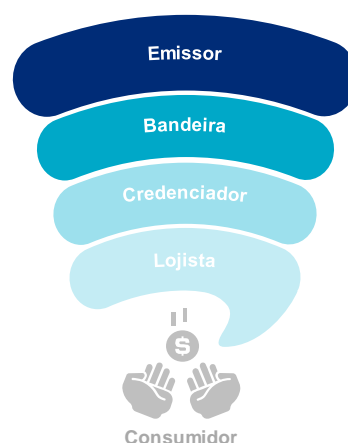 Emissor
Bandeira
Credenciador
Lojista
$
Consumidor